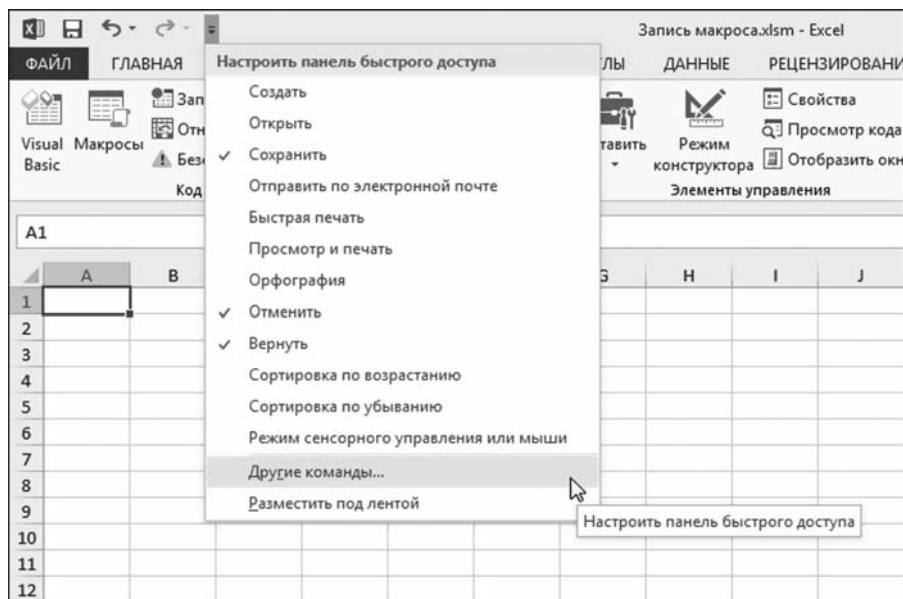 Запись макроса.xlsm - Excel
ФАЙЛ ГЛАВНАЯ ДАННЫЕ
Настроить панель быстрого доступа
Создать
Открыть
Сохранить
Отправить по электронной почте
Быстрая печать
Просмотр и печать
Орфография
Отменить
Вернуть
Сортировка по возрастанию
Сортировка по убыванию
Режим сенсорного управления или мыши
Другие команды...
Разместить под лентой
Настроить панель быстрого доступа
Visual Basic
Макросы
Код
Режим конструктора
Свойства
Просмотр кода
Отобразить
Элементы управления
A1
A B G H I J
1
2
3
4
5
6
7
8
9
10
11
12